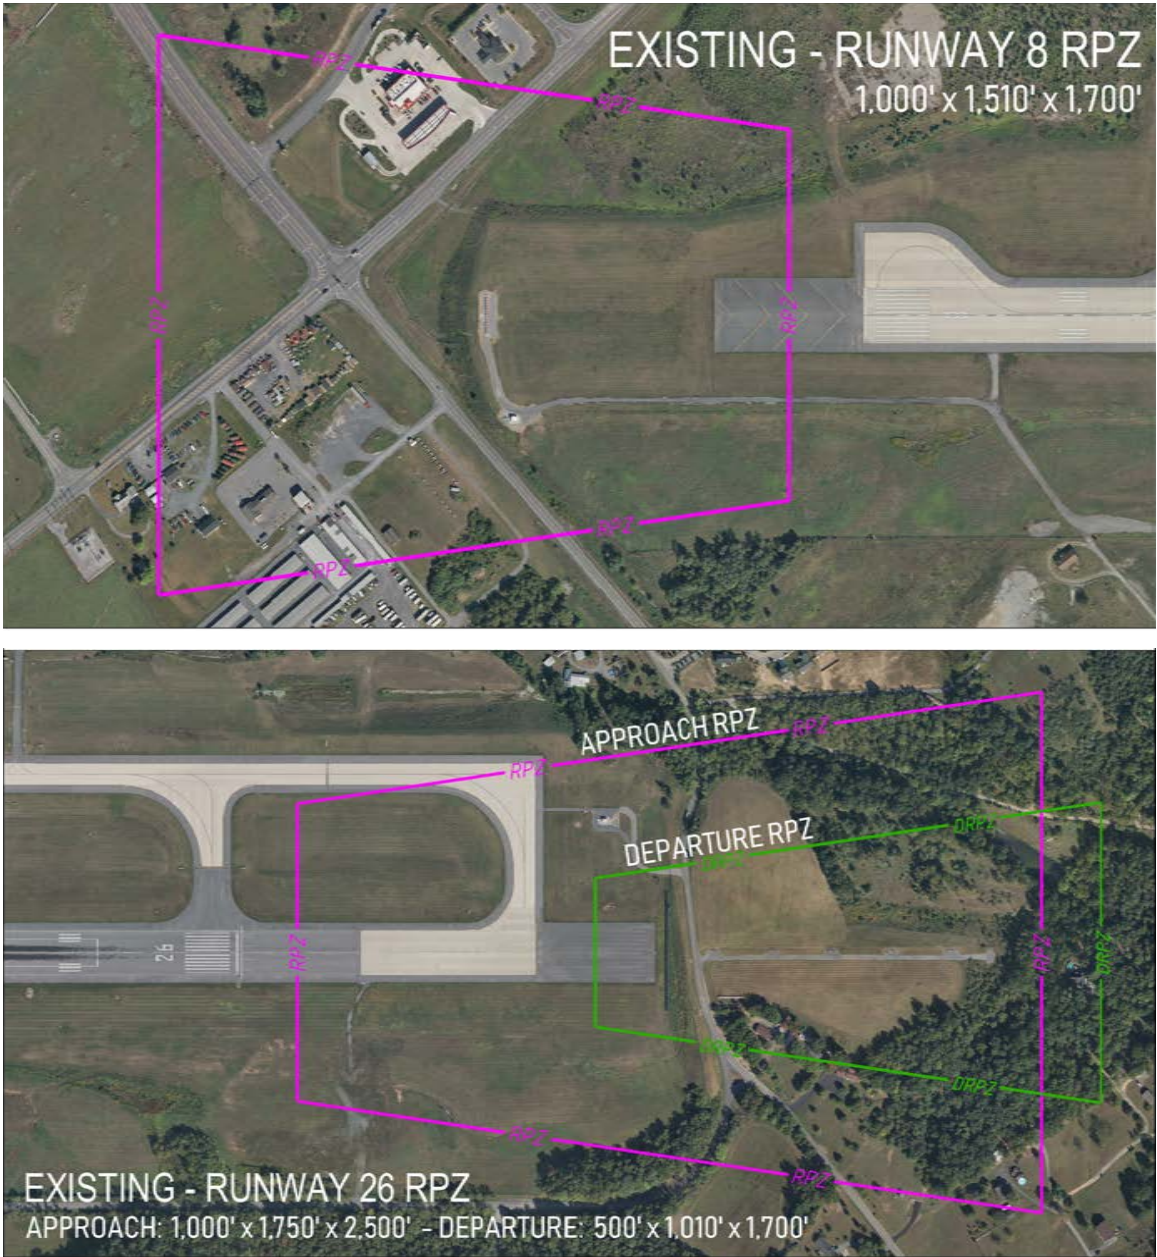 EXISTING - RUNWAY 8 RPZ
1,000' x 1,510' x 1,700'
RPZ
RPZ
RPZ
RPZ
RPZ
RPZ
APPROACH RPZ
RPZ
RPZ
DEPARTURE RPZ
DRPZ
DRPZ
26
RPZ
RPZ
DRPZ
DRPZ
DRPZ
RPZ
RPZ
EXISTING - RUNWAY 26 RPZ
APPROACH: 1,000' x 1,750' x 2,500' - DEPARTURE: 500' x 1,010' x 1,700'